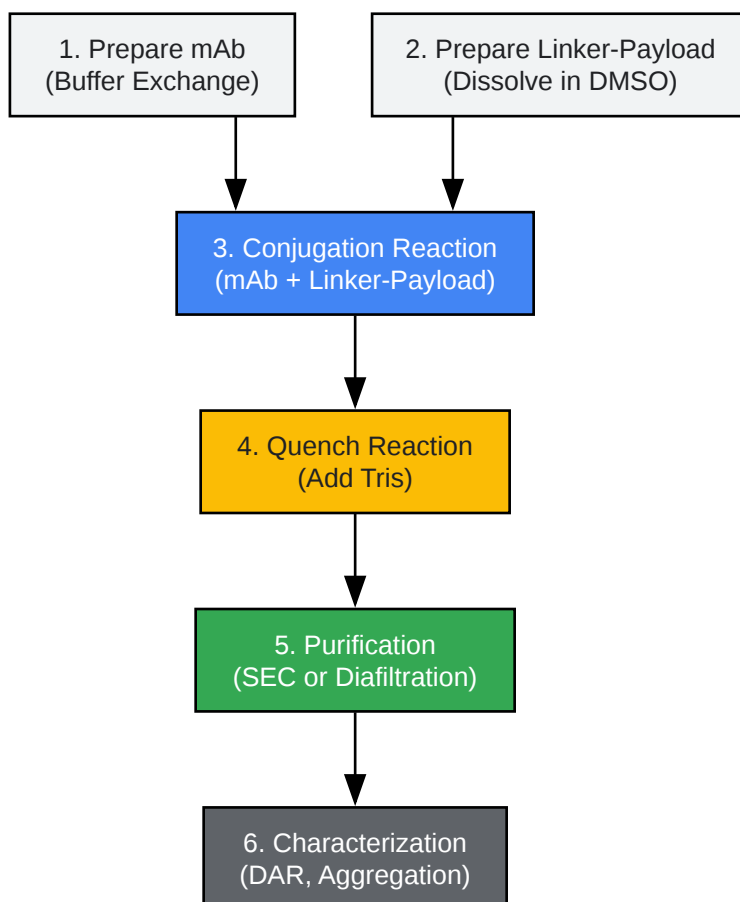 1. Prepare mAb
(Buffer Exchange)
2. Prepare Linker-Payload
(Dissolve in DMSO)
3. Conjugation Reaction
(mAb + Linker-Payload)
4. Quench Reaction
(Add Tris)
5. Purification
(SEC or Diafiltration)
6. Characterization
(DAR, Aggregation)